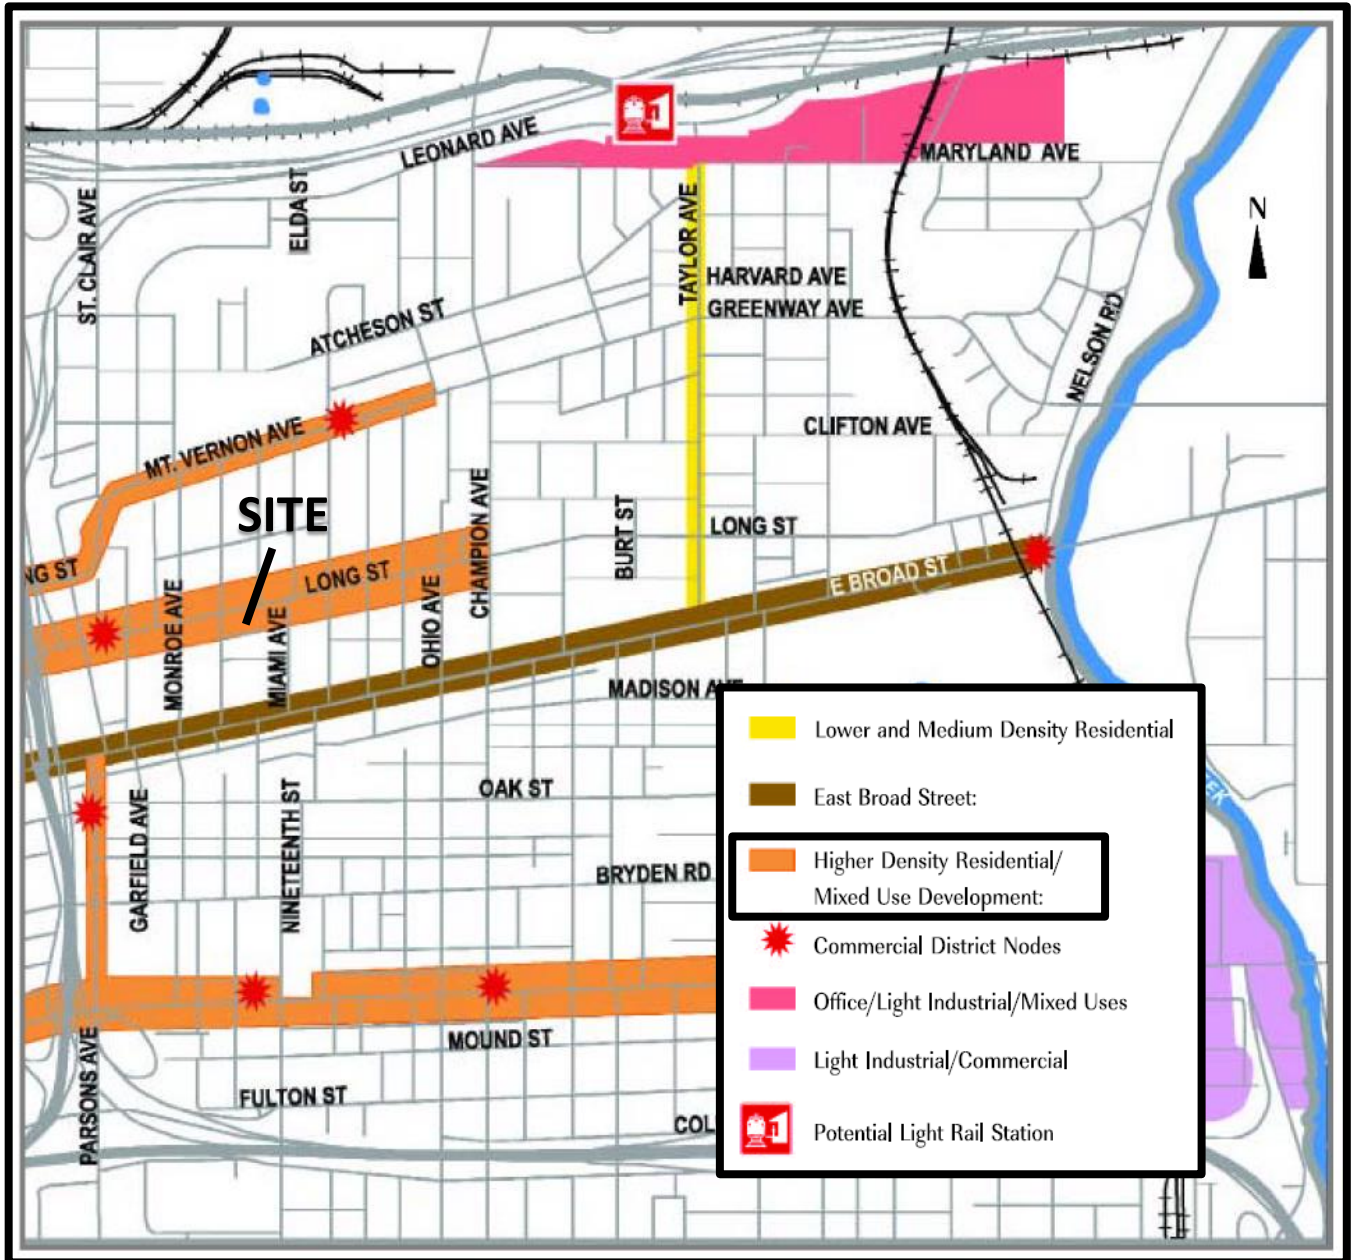 LEONARD AVE
MARYLAND AVE
ST. CLAIR AVE
ELDA ST
TAYLOR AVE
N
HARVARD AVE
GREENWAY AVE
ATCHESON ST
NELSON RD
MT. VERNON AVE
CLIFTON AVE
SITE
CHAMPION AVE
BURT ST
LONG ST
NG ST
LONG ST
E BROAD ST
MONROE AVE
MIAMI AVE
OHIO AVE
MADISON AVE
Lower and Medium Density Residential
East Broad Street:
Higher Density Residential/
Mixed Use Development:
Commercial District Nodes
Office/Light Industrial/Mixed Uses
Light Industrial/Commercial
Potential Light Rail Station
EK
OAK ST
GARFIELD AVE
NINETEENTH ST
BRYDEN RD
MOUND ST
PARSONS AVE
FULTON ST
COL